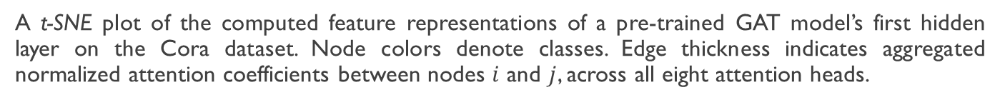 A t-SNE plot of the computed feature representations of a pre-trained GAT model's first hidden
layer on the Cora dataset. Node colors denote classes. Edge thickness indicates aggregated
normalized attention coefficients between nodes i and j, across all eight attention heads.